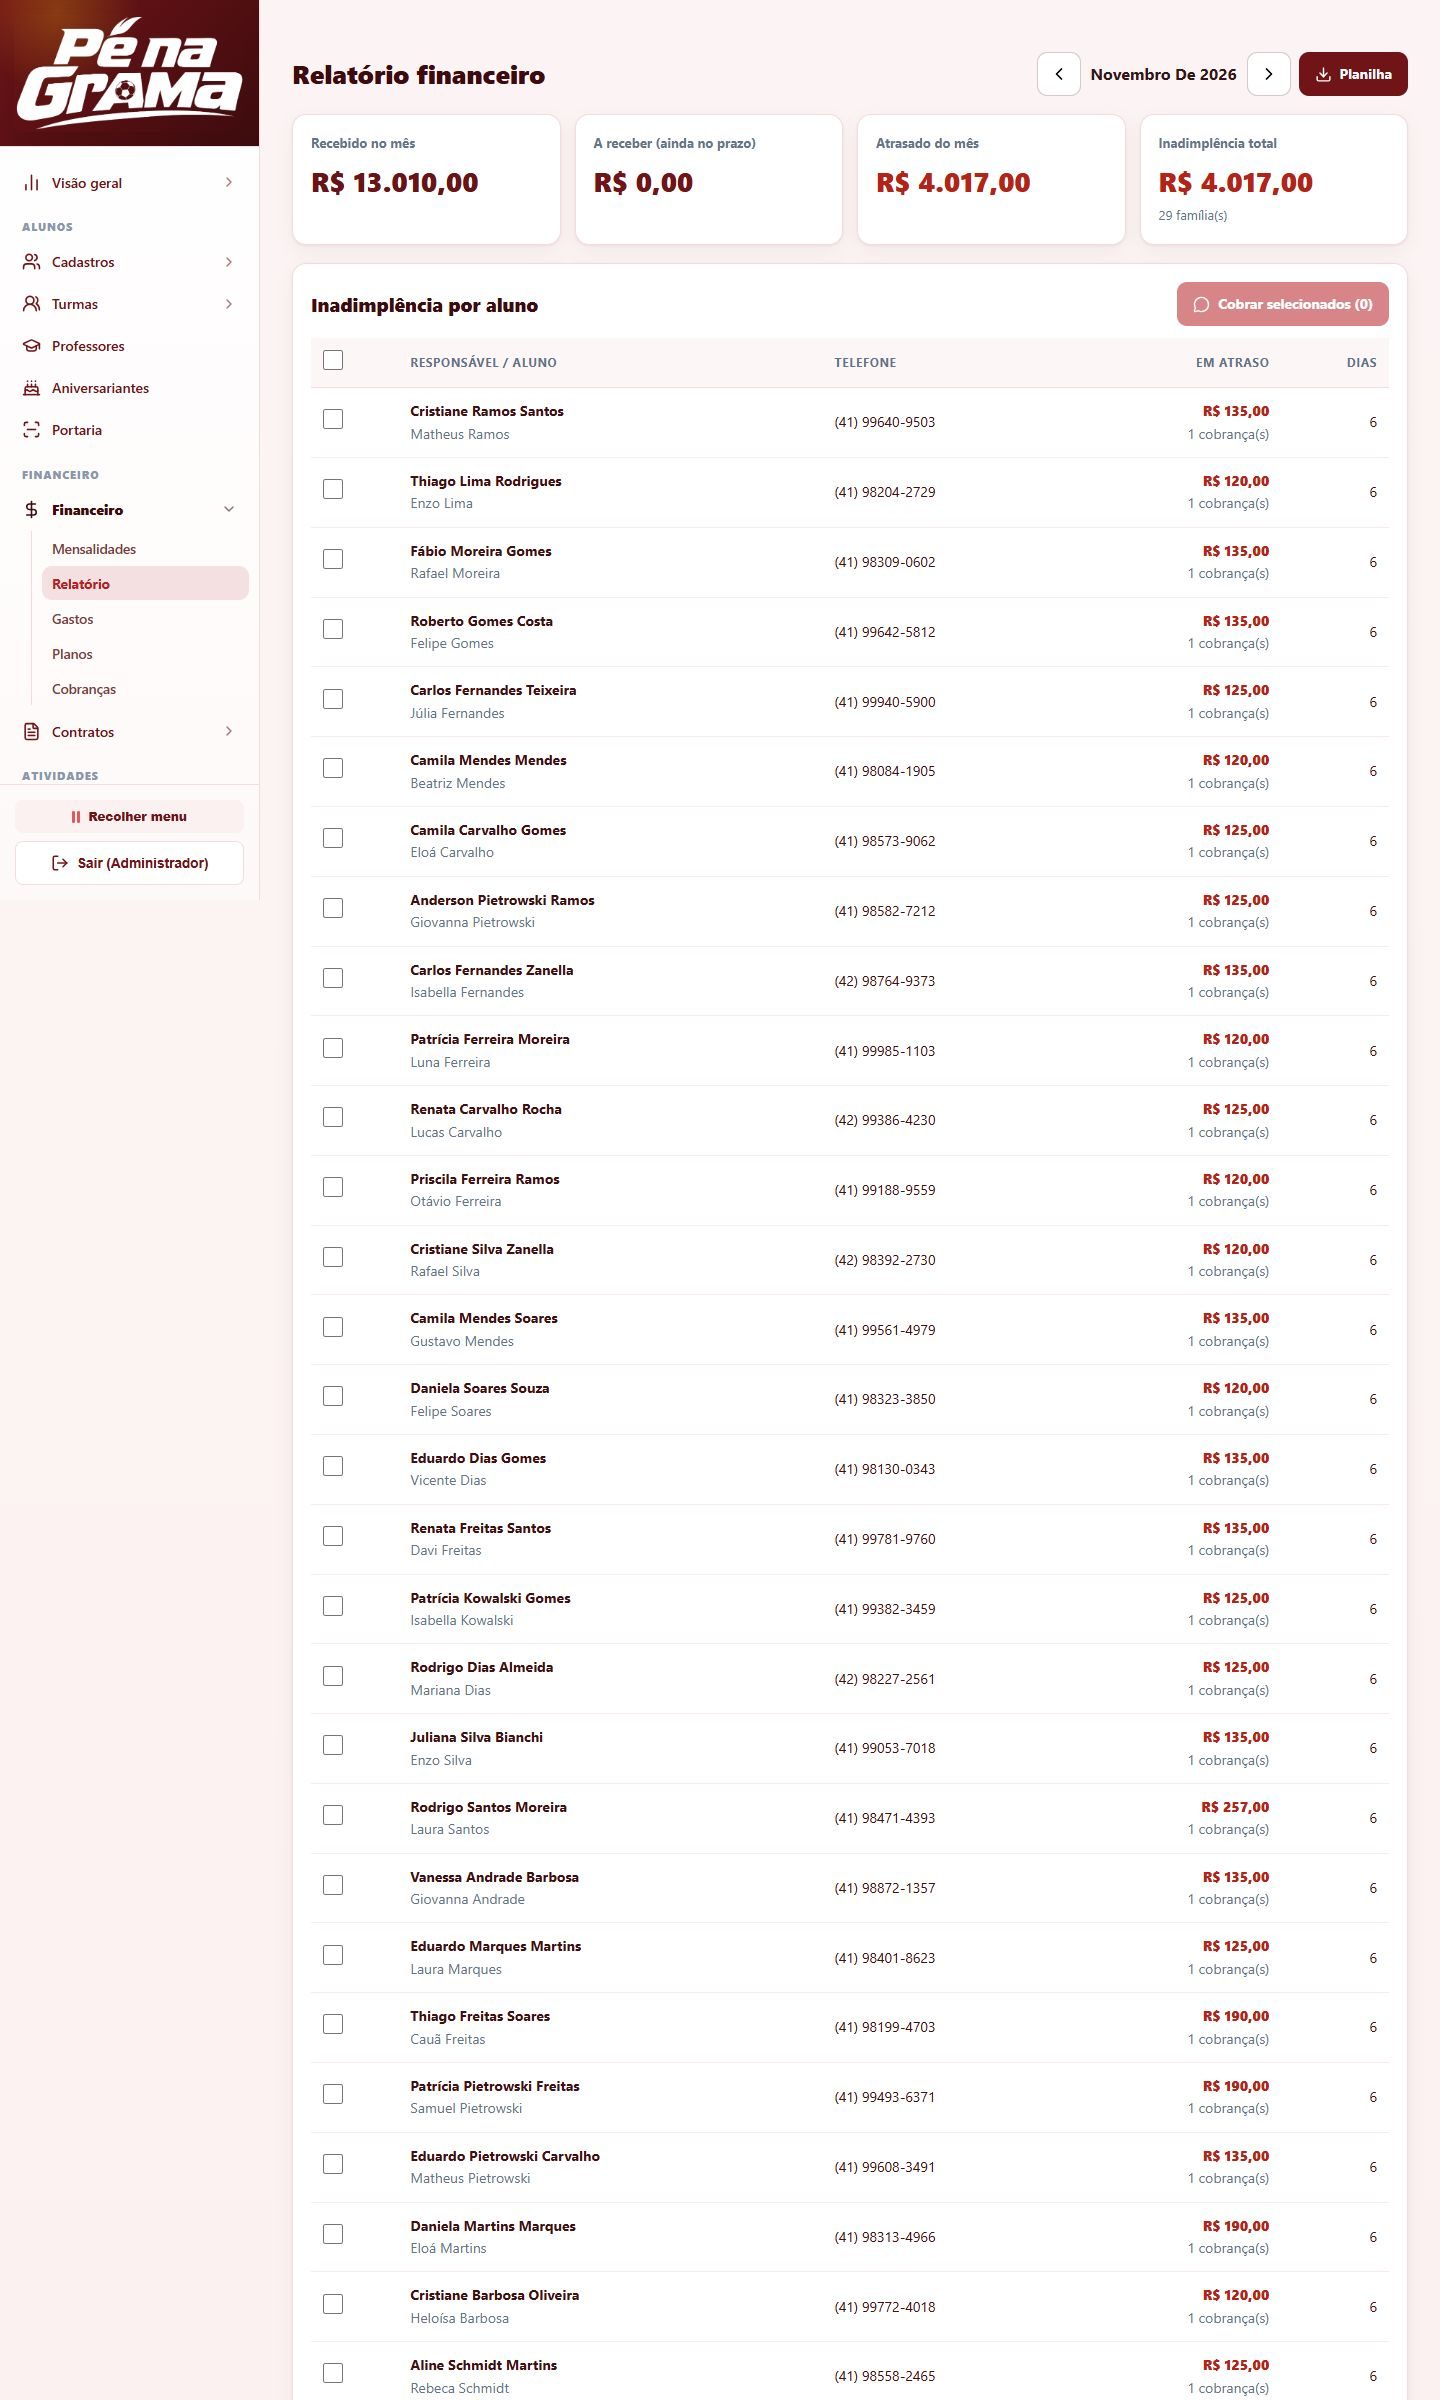 Pé na
GRAMA
Visão geral
ALUNOS
Cadastros
Turmas
Professores
Aniversariantes
Portaria
FINANCEIRO
Financeiro
Mensalidades
Relatório
Gastos
Planos
Cobranças
Contratos
ATIVIDADES
Recolher menu
Sair (Administrador)
Relatório financeiro
Novembro De 2026
Planilha
Recebido no mês
R$ 13.010,00
A receber (ainda no prazo)
R$ 0,00
Atrasado do mês
R$ 4.017,00
Inadimplência total
R$ 4.017,00
29 família(s)
Inadimplência por aluno
Cobrar selecionados (0)
RESPONSÁVEL / ALUNO TELEFONE EM ATRASO DIAS
Cristiane Ramos Santos R$ 135,00
(41) 99640-9503 6
Matheus Ramos 1 cobrança(s)
Thiago Lima Rodrigues R$ 120,00
(41) 98204-2729 6
Enzo Lima 1 cobrança(s)
Fábio Moreira Gomes R$ 135,00
(41) 98309-0602 6
Rafael Moreira 1 cobrança(s)
Roberto Gomes Costa R$ 135,00
(41) 99642-5812 6
Felipe Gomes 1 cobrança(s)
Carlos Fernandes Teixeira R$ 125,00
(41) 99940-5900 6
Júlia Fernandes 1 cobrança(s)
Camila Mendes Mendes R$ 120,00
(41) 98084-1905 6
Beatriz Mendes 1 cobrança(s)
Camila Carvalho Gomes R$ 125,00
(41) 98573-9062 6
Eloá Carvalho 1 cobrança(s)
Anderson Pietrowski Ramos R$ 125,00
(41) 98582-7212 6
Giovanna Pietrowski 1 cobrança(s)
Carlos Fernandes Zanella R$ 135,00
(42) 98764-9373 6
Isabella Fernandes 1 cobrança(s)
Patrícia Ferreira Moreira R$ 120,00
(41) 99985-1103 6
Luna Ferreira 1 cobrança(s)
Renata Carvalho Rocha R$ 125,00
(42) 99386-4230 6
Lucas Carvalho 1 cobrança(s)
Priscila Ferreira Ramos R$ 120,00
(41) 99188-9559 6
Otávio Ferreira 1 cobrança(s)
Cristiane Silva Zanella R$ 120,00
(42) 98392-2730 6
Rafael Silva 1 cobrança(s)
Camila Mendes Soares R$ 135,00
(41) 99561-4979 6
Gustavo Mendes 1 cobrança(s)
Daniela Soares Souza R$ 120,00
(41) 98323-3850 6
Felipe Soares 1 cobrança(s)
Eduardo Dias Gomes R$ 135,00
(41) 98130-0343 6
Vicente Dias 1 cobrança(s)
Renata Freitas Santos R$ 135,00
(41) 99781-9760 6
Davi Freitas 1 cobrança(s)
Patrícia Kowalski Gomes R$ 125,00
(41) 99382-3459 6
Isabella Kowalski 1 cobrança(s)
Rodrigo Dias Almeida R$ 125,00
(42) 98227-2561 6
Mariana Dias 1 cobrança(s)
Juliana Silva Bianchi R$ 135,00
(41) 99053-7018 6
Enzo Silva 1 cobrança(s)
Rodrigo Santos Moreira R$ 257,00
(41) 98471-4393 6
Laura Santos 1 cobrança(s)
Vanessa Andrade Barbosa R$ 135,00
(41) 98872-1357 6
Giovanna Andrade 1 cobrança(s)
Eduardo Marques Martins R$ 125,00
(41) 98401-8623 6
Laura Marques 1 cobrança(s)
Thiago Freitas Soares R$ 190,00
(41) 98199-4703 6
Cauã Freitas 1 cobrança(s)
Patrícia Pietrowski Freitas R$ 190,00
(41) 99493-6371 6
Samuel Pietrowski 1 cobrança(s)
Eduardo Pietrowski Carvalho R$ 135,00
(41) 99608-3491 6
Matheus Pietrowski 1 cobrança(s)
Daniela Martins Marques R$ 190,00
(41) 98313-4966 6
Eloá Martins 1 cobrança(s)
Cristiane Barbosa Oliveira R$ 120,00
(41) 99772-4018 6
Heloísa Barbosa 1 cobrança(s)
Aline Schmidt Martins R$ 125,00
(41) 98558-2465 6
Rebeca Schmidt 1 cobrança(s)